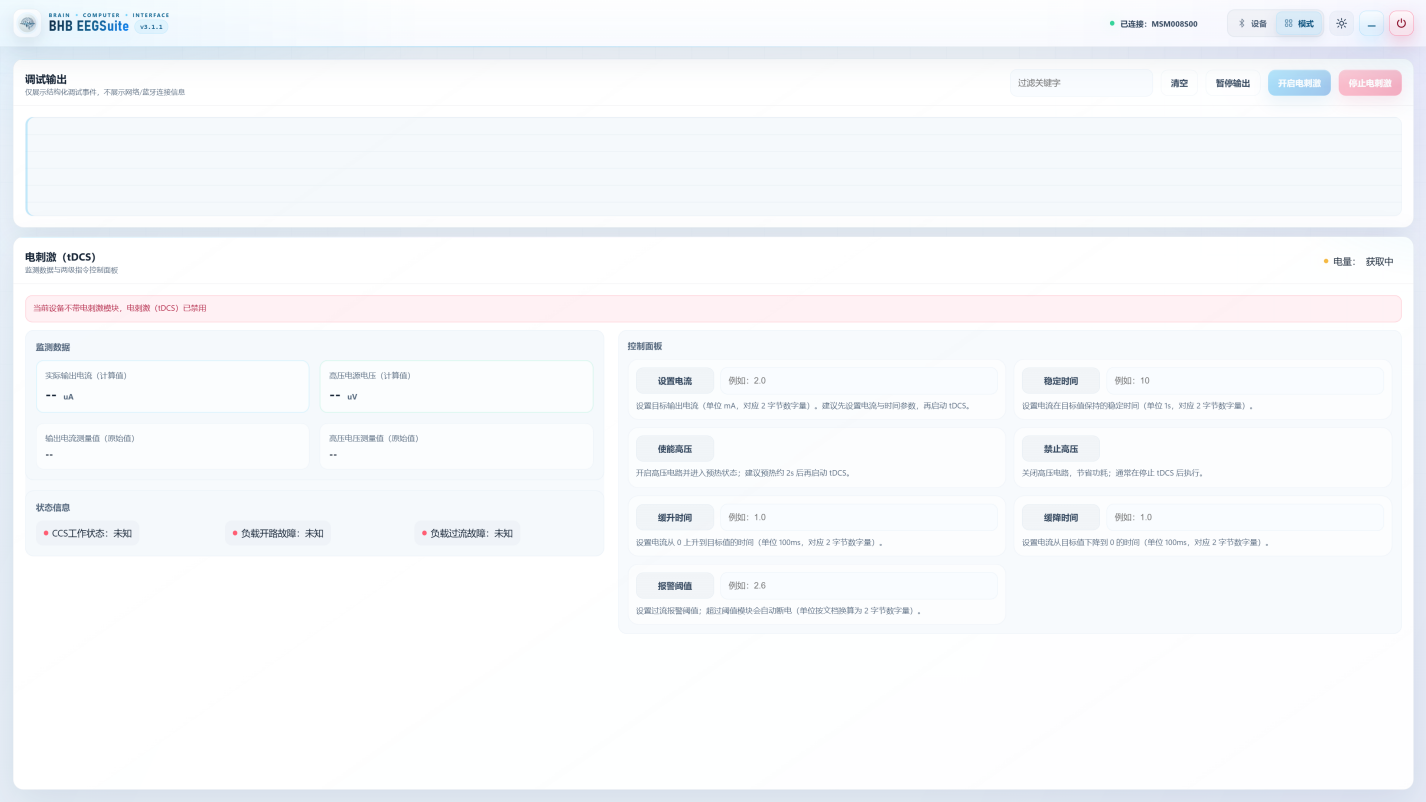 BRAIN • COMPUTER • INTERFACE
BHB EEGSuite v3.1.1
已连接：MSM008S00
设备
模式
调试输出
仅展示结构化调试事件，不展示网络/蓝牙连接信息
过滤关键字
清空
暂停输出
开启电刺激
停止电刺激
电刺激（tDCS）
监测数据与两级指令控制面板
电量： 获取中
当前设备不带电刺激模块，电刺激（tDCS）已禁用
监测数据
实际输出电流（计算值）
-- uA
高压电源电压（计算值）
-- uV
输出电流测量值（原始值）
--
高压电压测量值（原始值）
--
状态信息
CCS工作状态：未知
负载开路故障：未知
负载过流故障：未知
控制面板
设置电流
例如：2.0
设置目标输出电流（单位 mA，对应 2 字节数字量）。建议先设置电流与时间参数，再启动 tDCS。
稳定时间
例如：10
设置电流在目标值保持的稳定时间（单位 1s，对应 2 字节数字量）。
使能高压
开启高压电路并进入预热状态；建议预热约 2s 后再启动 tDCS。
禁止高压
关闭高压电路，节省功耗；通常在停止 tDCS 后执行。
缓升时间
例如：1.0
设置电流从 0 上升到目标值的时间（单位 100ms，对应 2 字节数字量）。
缓降时间
例如：1.0
设置电流从目标值下降到 0 的时间（单位 100ms，对应 2 字节数字量）。
报警阈值
例如：2.6
设置过流报警阈值；超过阈值模块会自动断电（单位按文档换算为 2 字节数字量）。